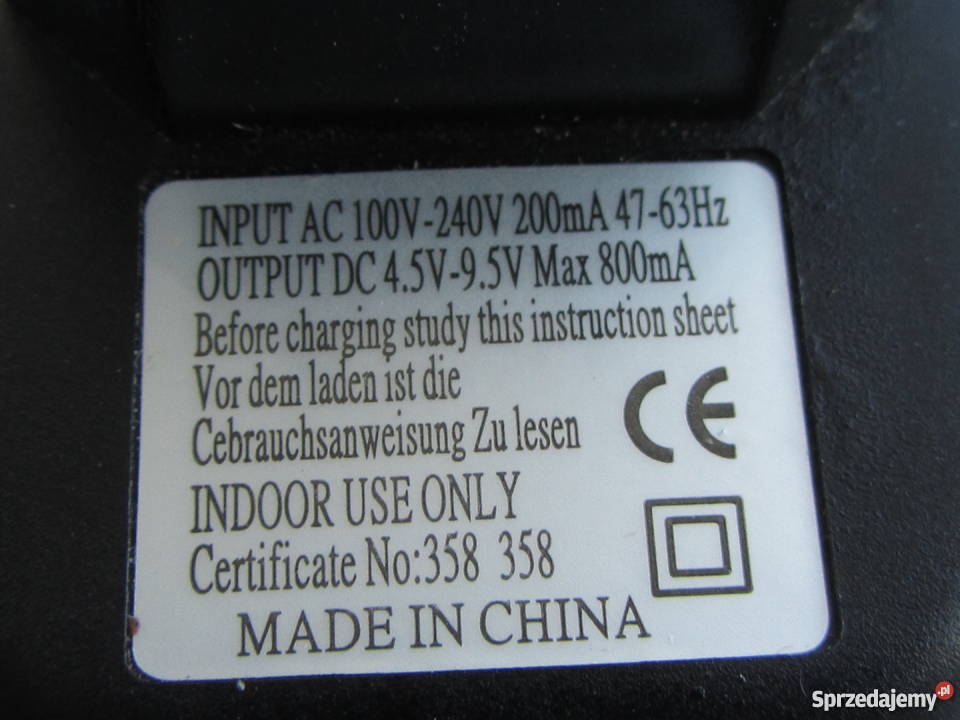 INPUT AC 100V-240V 200mA 47-63Hz
OUTPUT DC 4.5V-9.5V Max 800mA
Before charging study this instruction sheet
Vor dem laden ist die
Cebrauchsanweisung Zu lesen
CE
INDOOR USE ONLY
Certificate No:358 358
MADE IN CHINA
Sprzedajemy.pl